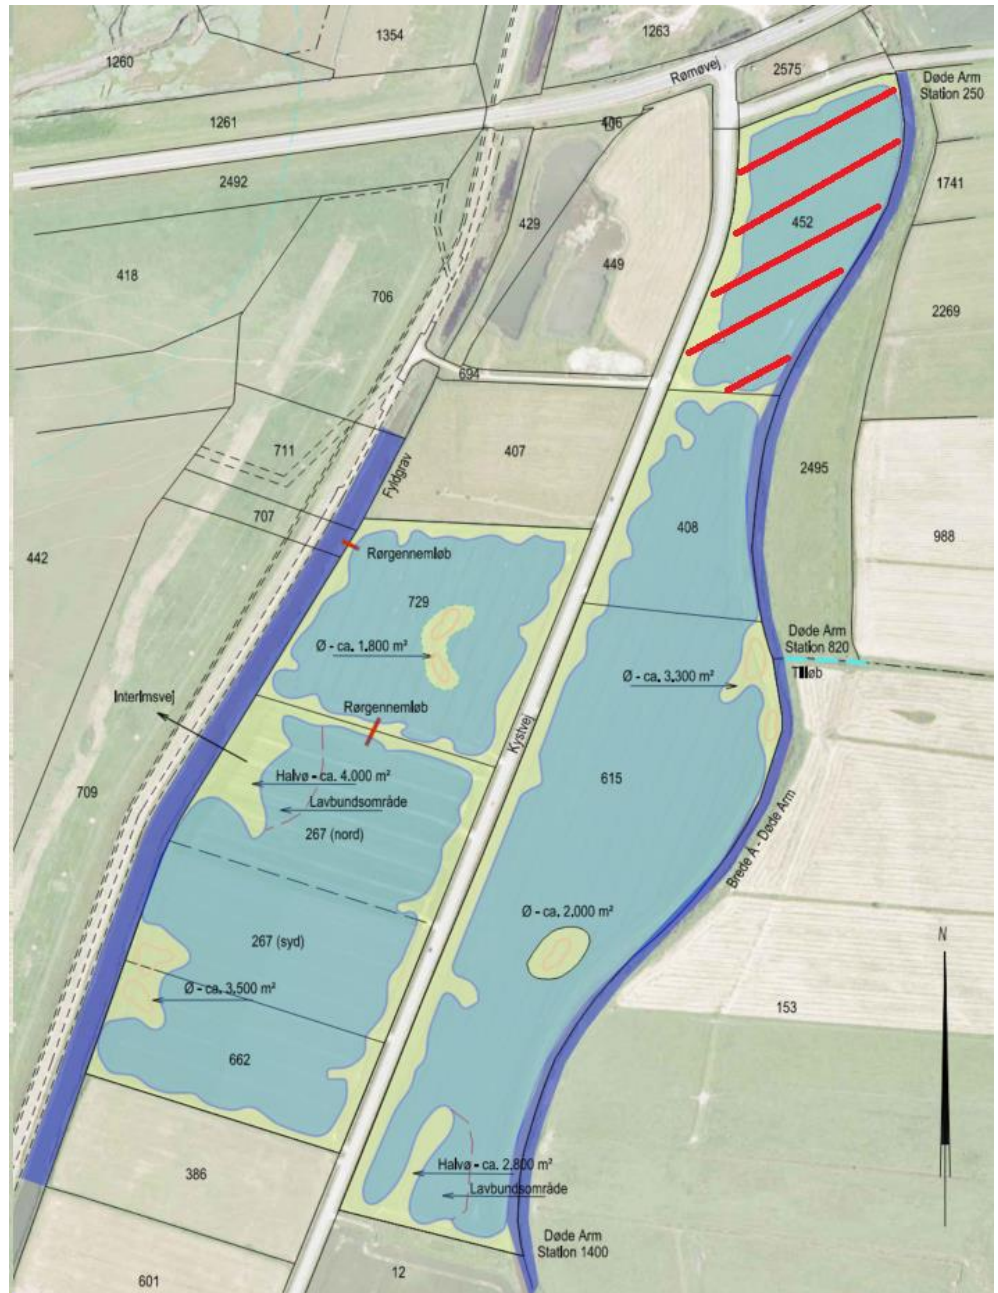 1354
1263
1260
Rømøvej
2575
Døde Arm
Station 250
1261
406
2492
1741
429
452
449
418
706
2269
694
711
407
Fyldgrav
2495
707
408
988
442
Rørgennemløb
729
Døde Arm
Station 820
Ø - ca. 1.800 m²
Ø - ca. 3.300 m²
Tilløb
Interimsvej
Rørgennemløb
Kystvej
Halvø - ca. 4.000 m²
615
709
Lavbundsområde
267 (nord)
Brede Å - Døde Arm
Ø - ca. 2.000 m²
N
267 (syd)
Ø - ca. 3.500 m²
153
662
Halvø - ca. 2.800 m²
386
Lavbundsområde
Døde Arm
Station 1400
12
601